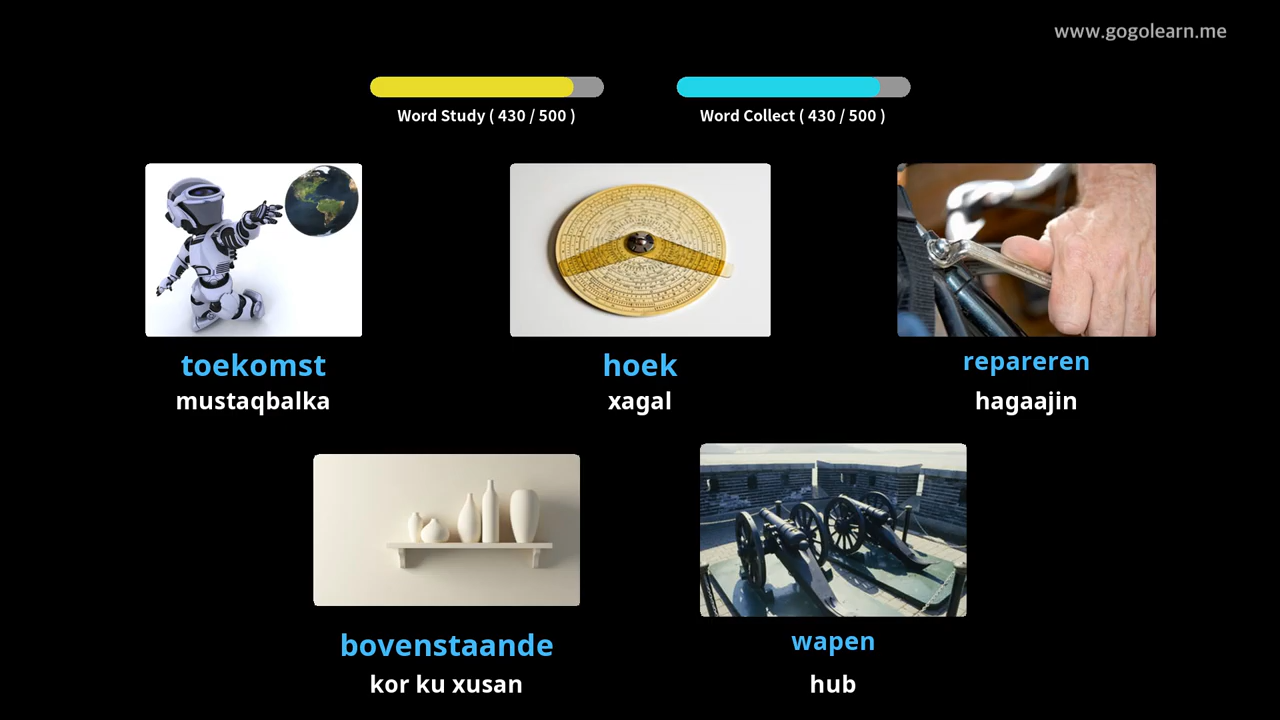 www.gogolearn.me
Word Study ( 430 / 500 )
Word Collect ( 430 / 500 )
toekomst
mustaqbalka
hoek
xagal
repareren
hagaajin
bovenstaande
kor ku xusan
wapen
hub